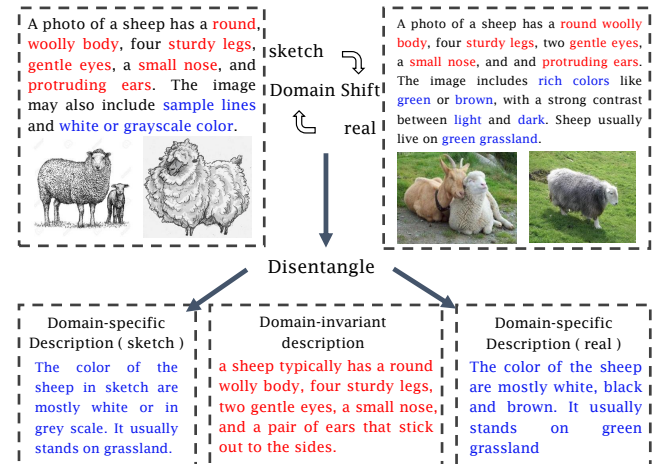 A photo of a sheep has a round,
woolly body, four sturdy legs,
gentle eyes, a small nose, and
protruding ears. The image
may also include sample lines
and white or grayscale color.
sketch
Domain Shift
real
A photo of a sheep has a round woolly
body, four sturdy legs, two gentle eyes,
a small nose, and and protruding ears.
The image includes rich colors like
green or brown, with a strong contrast
between light and dark. Sheep usually
live on green grassland.
Disentangle
Domain-specific
Description ( sketch )
The color of the
sheep in sketch are
mostly white or in
grey scale. It usually
stands on grassland.
Domain-invariant
description
a sheep typically has a round
wolly body, four sturdy legs,
two gentle eyes, a small nose,
and a pair of ears that stick
out to the sides.
Domain-specific
Description ( real )
The color of the sheep
are mostly white, black
and brown. It usually
stands on green
grassland